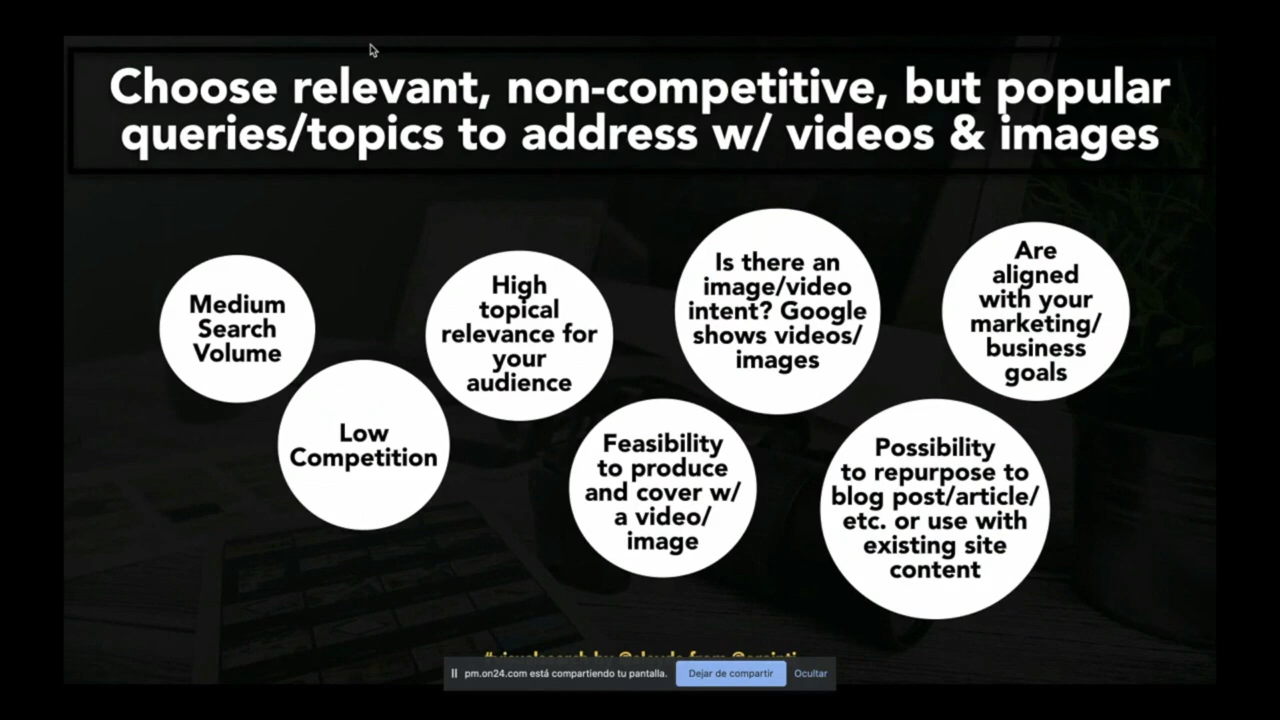 Choose relevant, non-competitive, but popular
queries/topics to address w/ videos & images
Medium
Search
Volume
Low
Competition
High
topical
relevance for
your
audience
Feasibility
to produce
and cover w/
a video/
image
Is there an
image/video
intent? Google
shows videos/
images
Possibility
to repurpose to
blog post/article/
etc. or use with
existing site
content
Are
aligned
with your
marketing/
business
goals
pm.on24.com está compartiendo tu pantalla.
Dejar de compartir
Ocultar